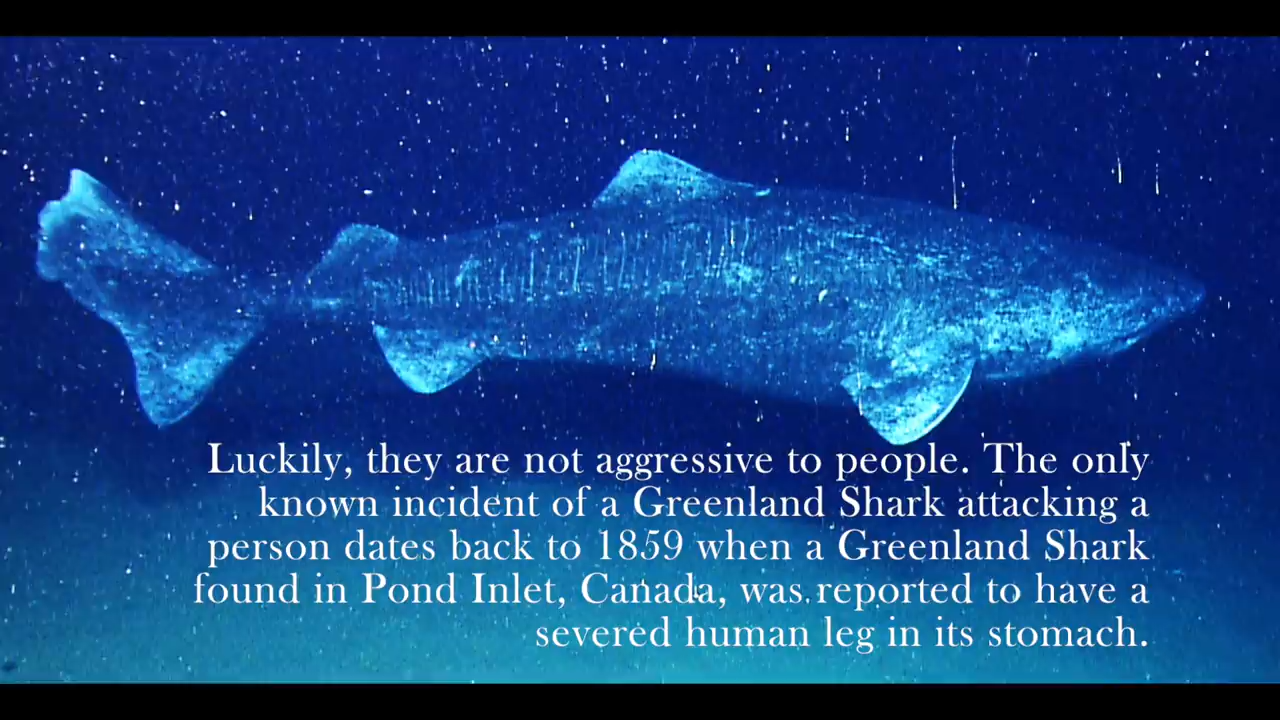 Luckily, they are not aggressive to people. The only
known incident of a Greenland Shark attacking a
person dates back to 1859 when a Greenland Shark
found in Pond Inlet, Canada, was reported to have a
severed human leg in its stomach.